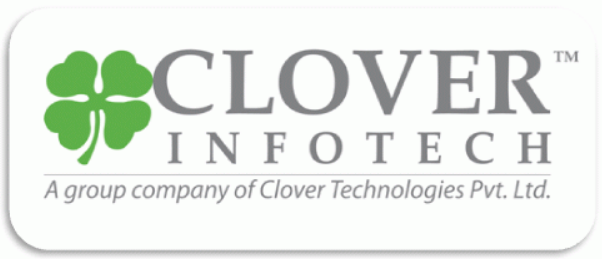 CLOVER™
INFOTECH
A group company of Clover Technologies Pvt. Ltd.